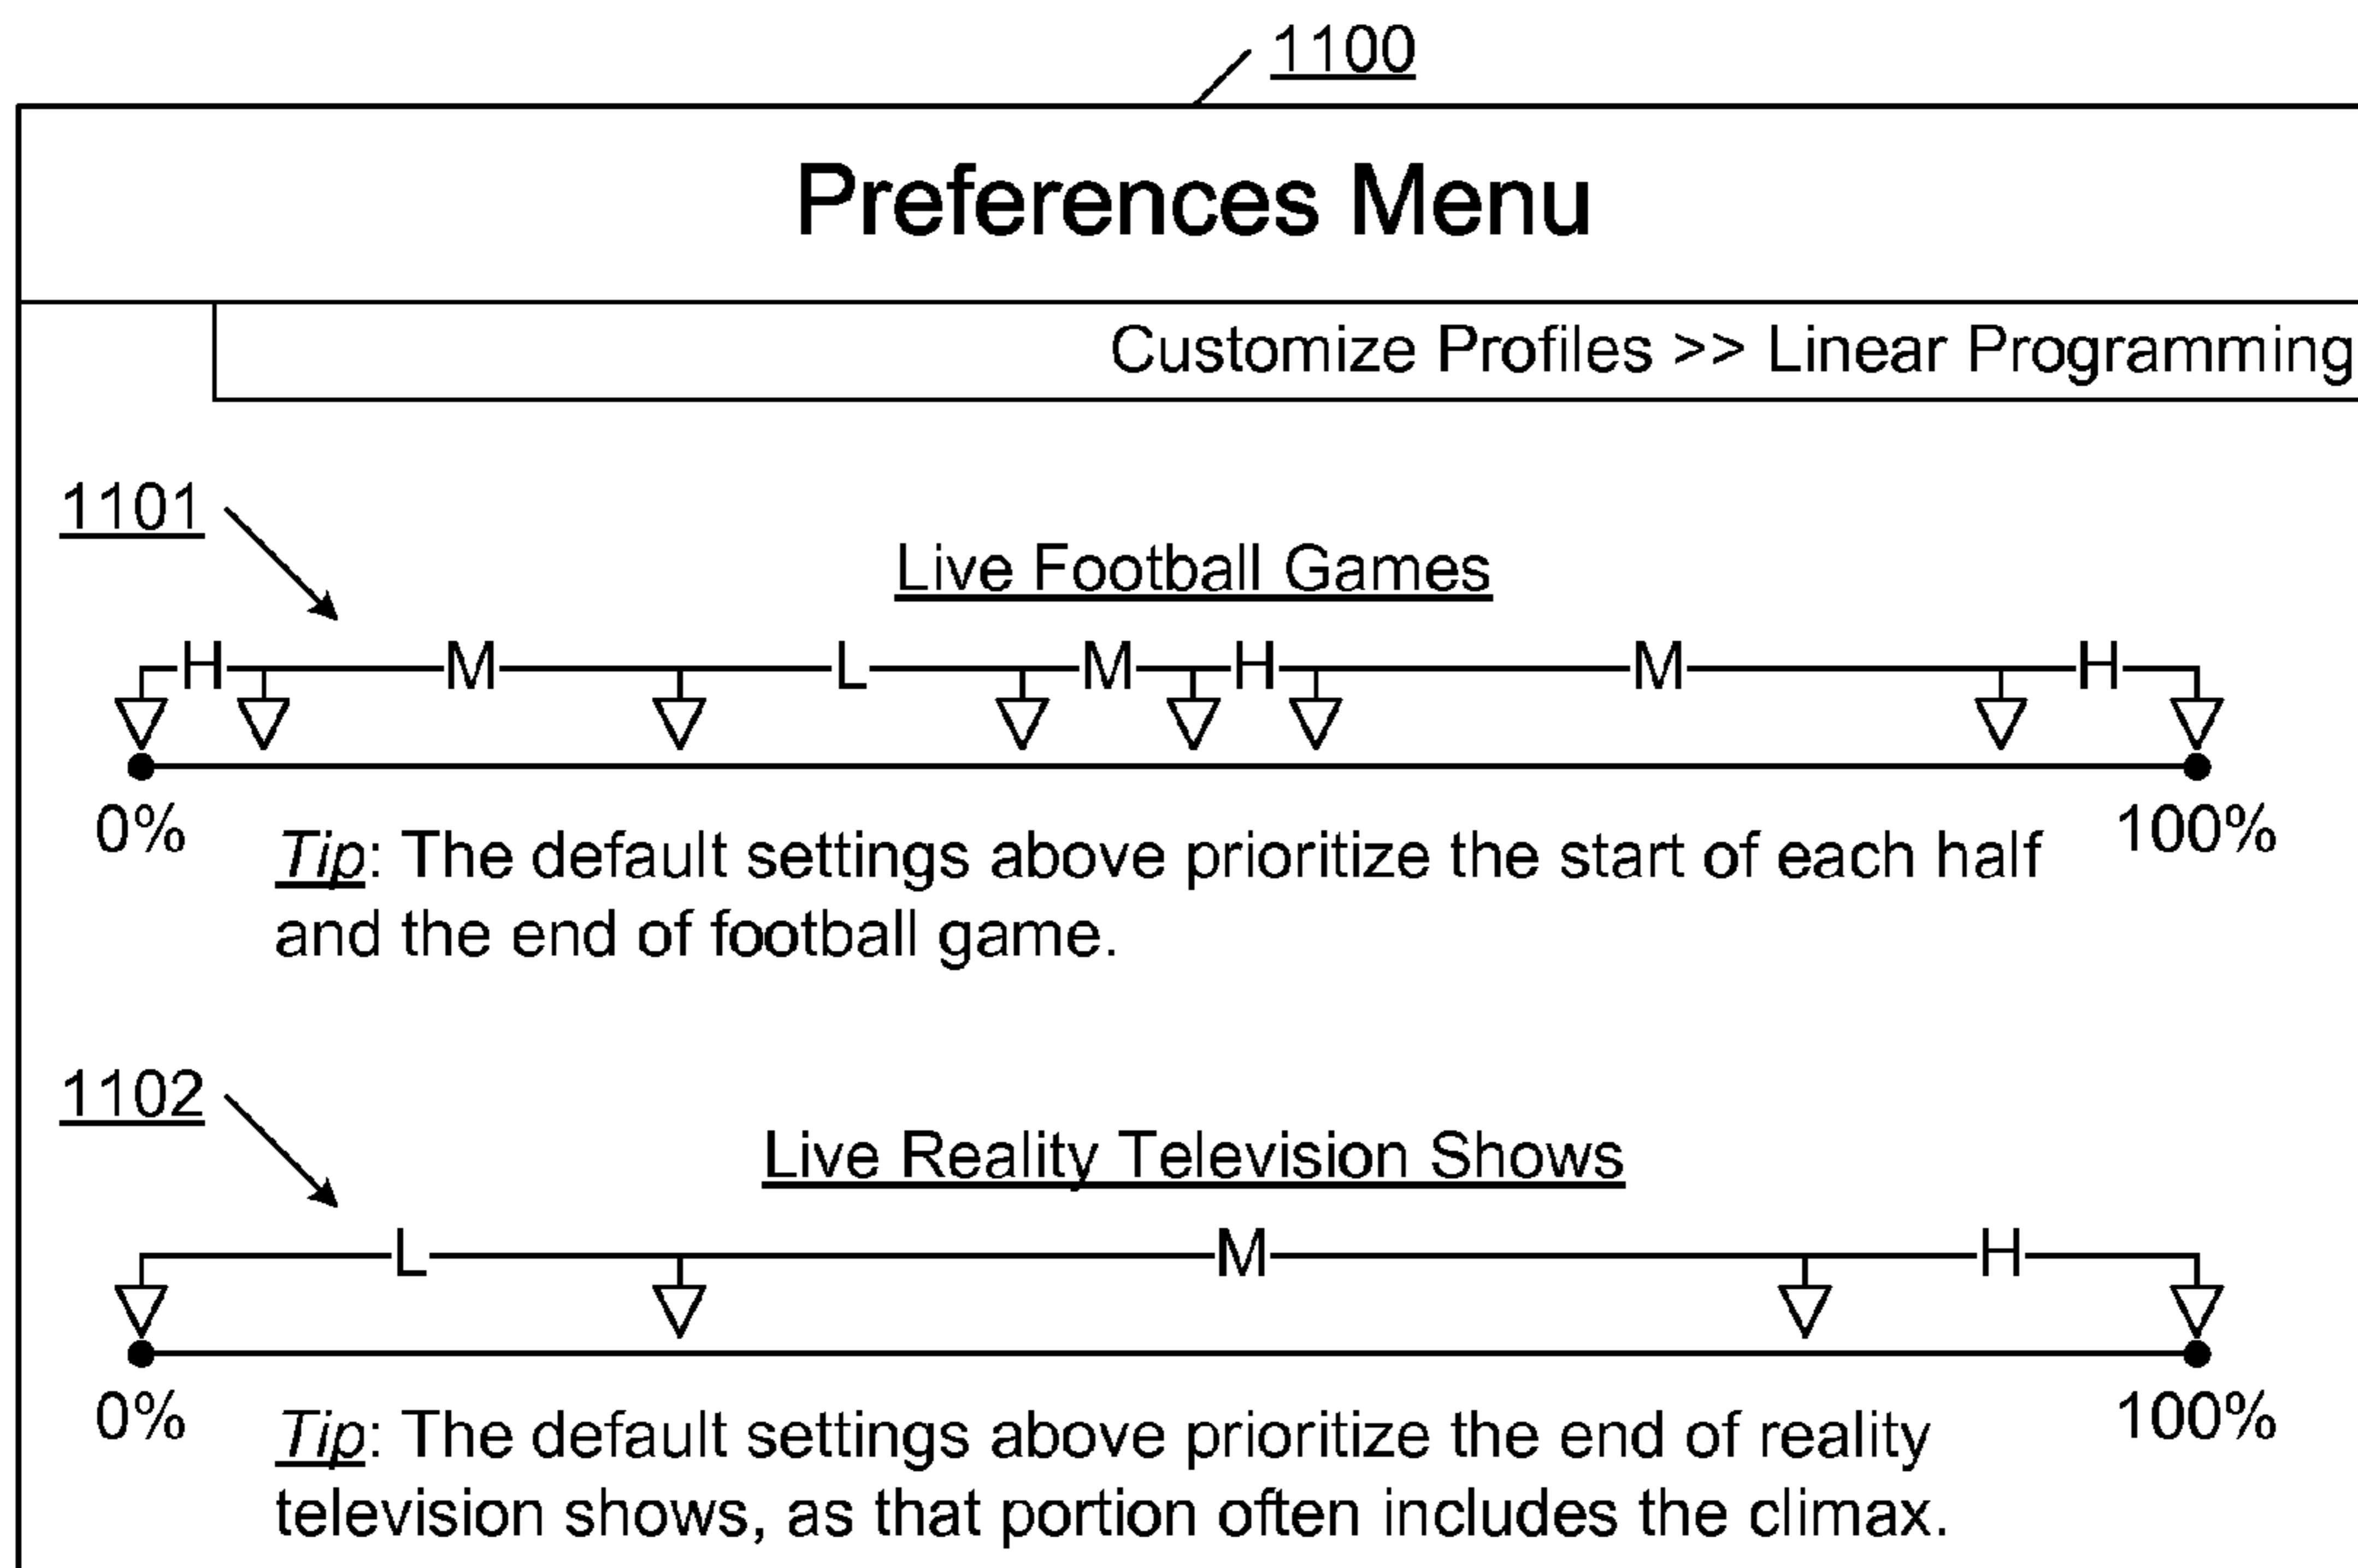 1100
Preferences Menu
Customize Profiles >> Linear Programming
1101
Live Football Games
H M L M H M H
0% 100%
Tip: The default settings above prioritize the start of each half
and the end of football game.
1102
Live Reality Television Shows
L M H
0% 100%
Tip: The default settings above prioritize the end of reality
television shows, as that portion often includes the climax.